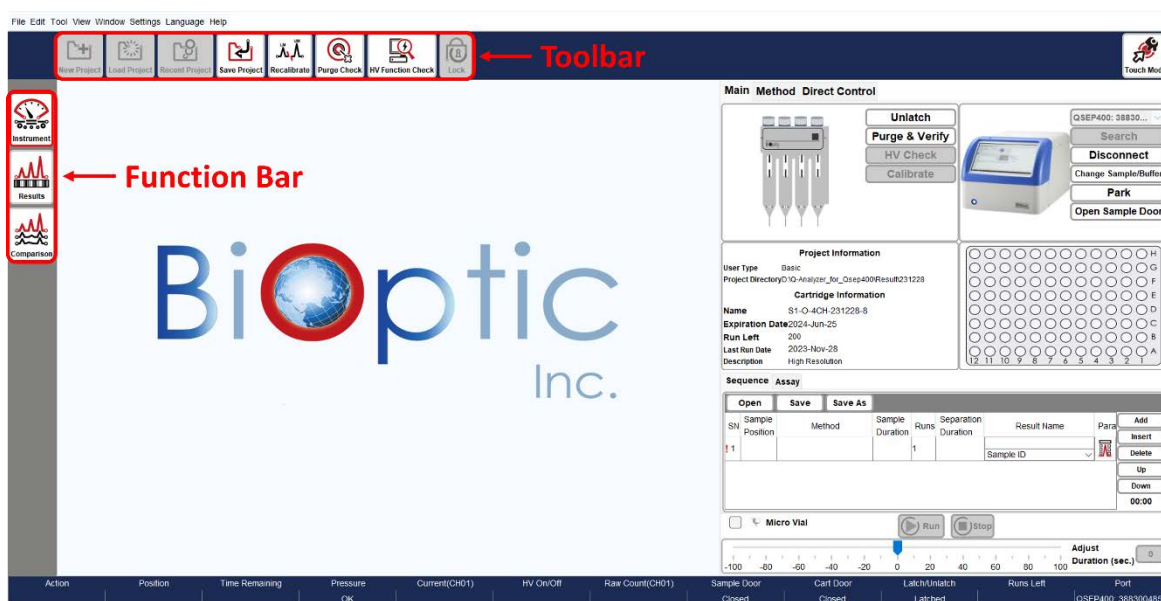 File Edit Tool View Window Settings Language Help
New Project Load Project Recent Project Save Project Recalibrate Purge Check HV Function Check Lock
Toolbar
Touch Mod
Instrument
Results
Comparison
Function Bar
BiOptic
Inc.
Main Method Direct Control
Unlatch
Purge & Verify
HV Check
Calibrate
QSEP400: 38830...
Search
Disconnect
Change Sample/Buffer
Park
Open Sample Door
Project Information
User Type Basic
Project Directory D:\Q-Analyzer_for_Qsep400\Result\231228
Cartridge Information
Name S1-O-4CH-231228-8
Expiration Date 2024-Jun-25
Run Left 200
Last Run Date 2023-Nov-28
Description High Resolution
H
G
F
E
D
C
B
A
12 11 10 9 8 7 6 5 4 3 2 1
Sequence Assay
Open Save Save As
SN Sample Position Method Sample Duration Runs Separation Duration Result Name Para
! 1 1 Sample ID
Add
Insert
Delete
Up
Down
00:00
Micro Vial
Run Stop
-100 -80 -60 -40 -20 0 20 40 60 80 100
Adjust
Duration (sec.) 0
Action Position Time Remaining Pressure Current(CH01) HV On/Off Raw Count(CH01) Sample Door Cart Door Latch/Unlatch Runs Left Port
OK Closed Closed Latched QSEP400: 388300485